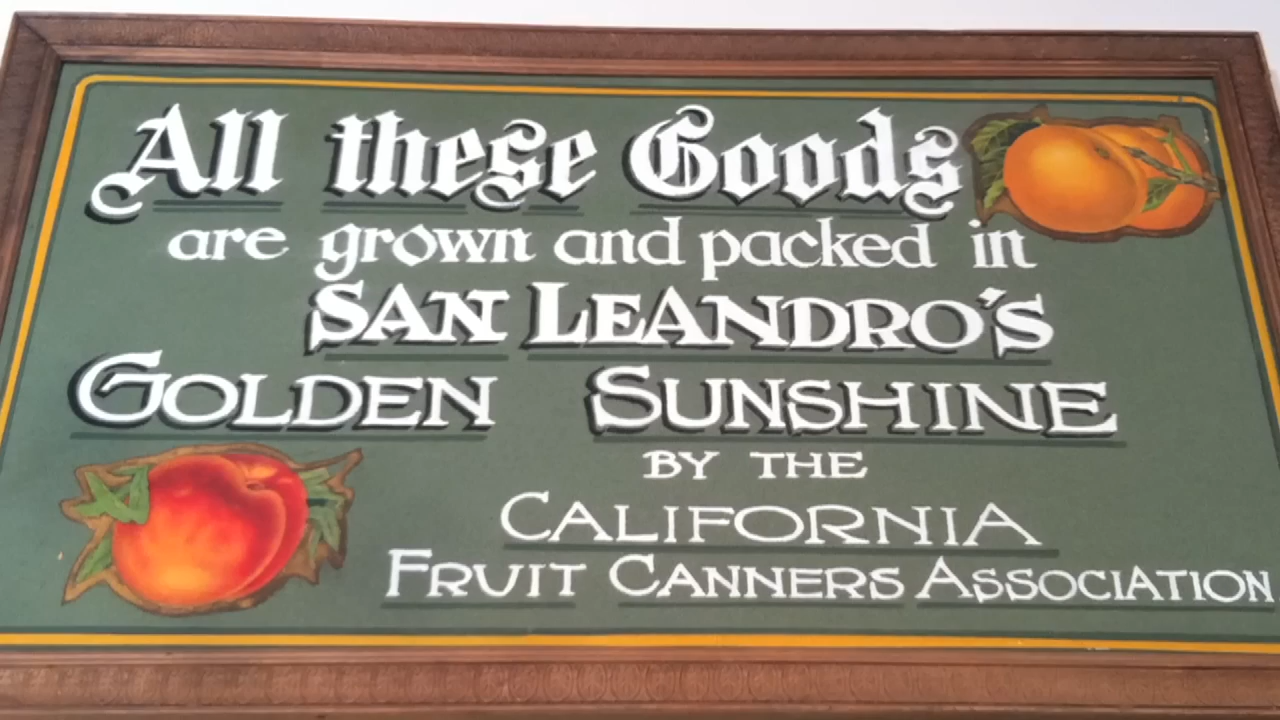 All these Goods
are grown and packed in
SAN LEANDRO'S
GOLDEN SUNSHINE
BY THE
CALIFORNIA
FRUIT CANNERS ASSOCIATION